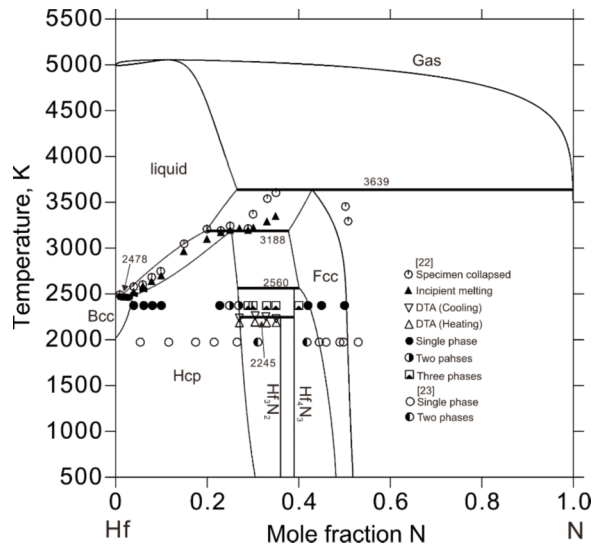 5500
5000
4500
4000
3500
3000
2500
2000
1500
1000
500
Temperature, K
Gas
liquid
3639
3188
2478
2560
Fcc
Bcc
Hcp
2245
Hf₃N₂
Hf₄N₃
[22]
Specimen collapsed
Incipient melting
DTA (Cooling)
DTA (Heating)
Single phase
Two pahses
Three phases
[23]
Single phase
Two phases
0 0.2 0.4 0.6 0.8 1.0
Hf Mole fraction N N